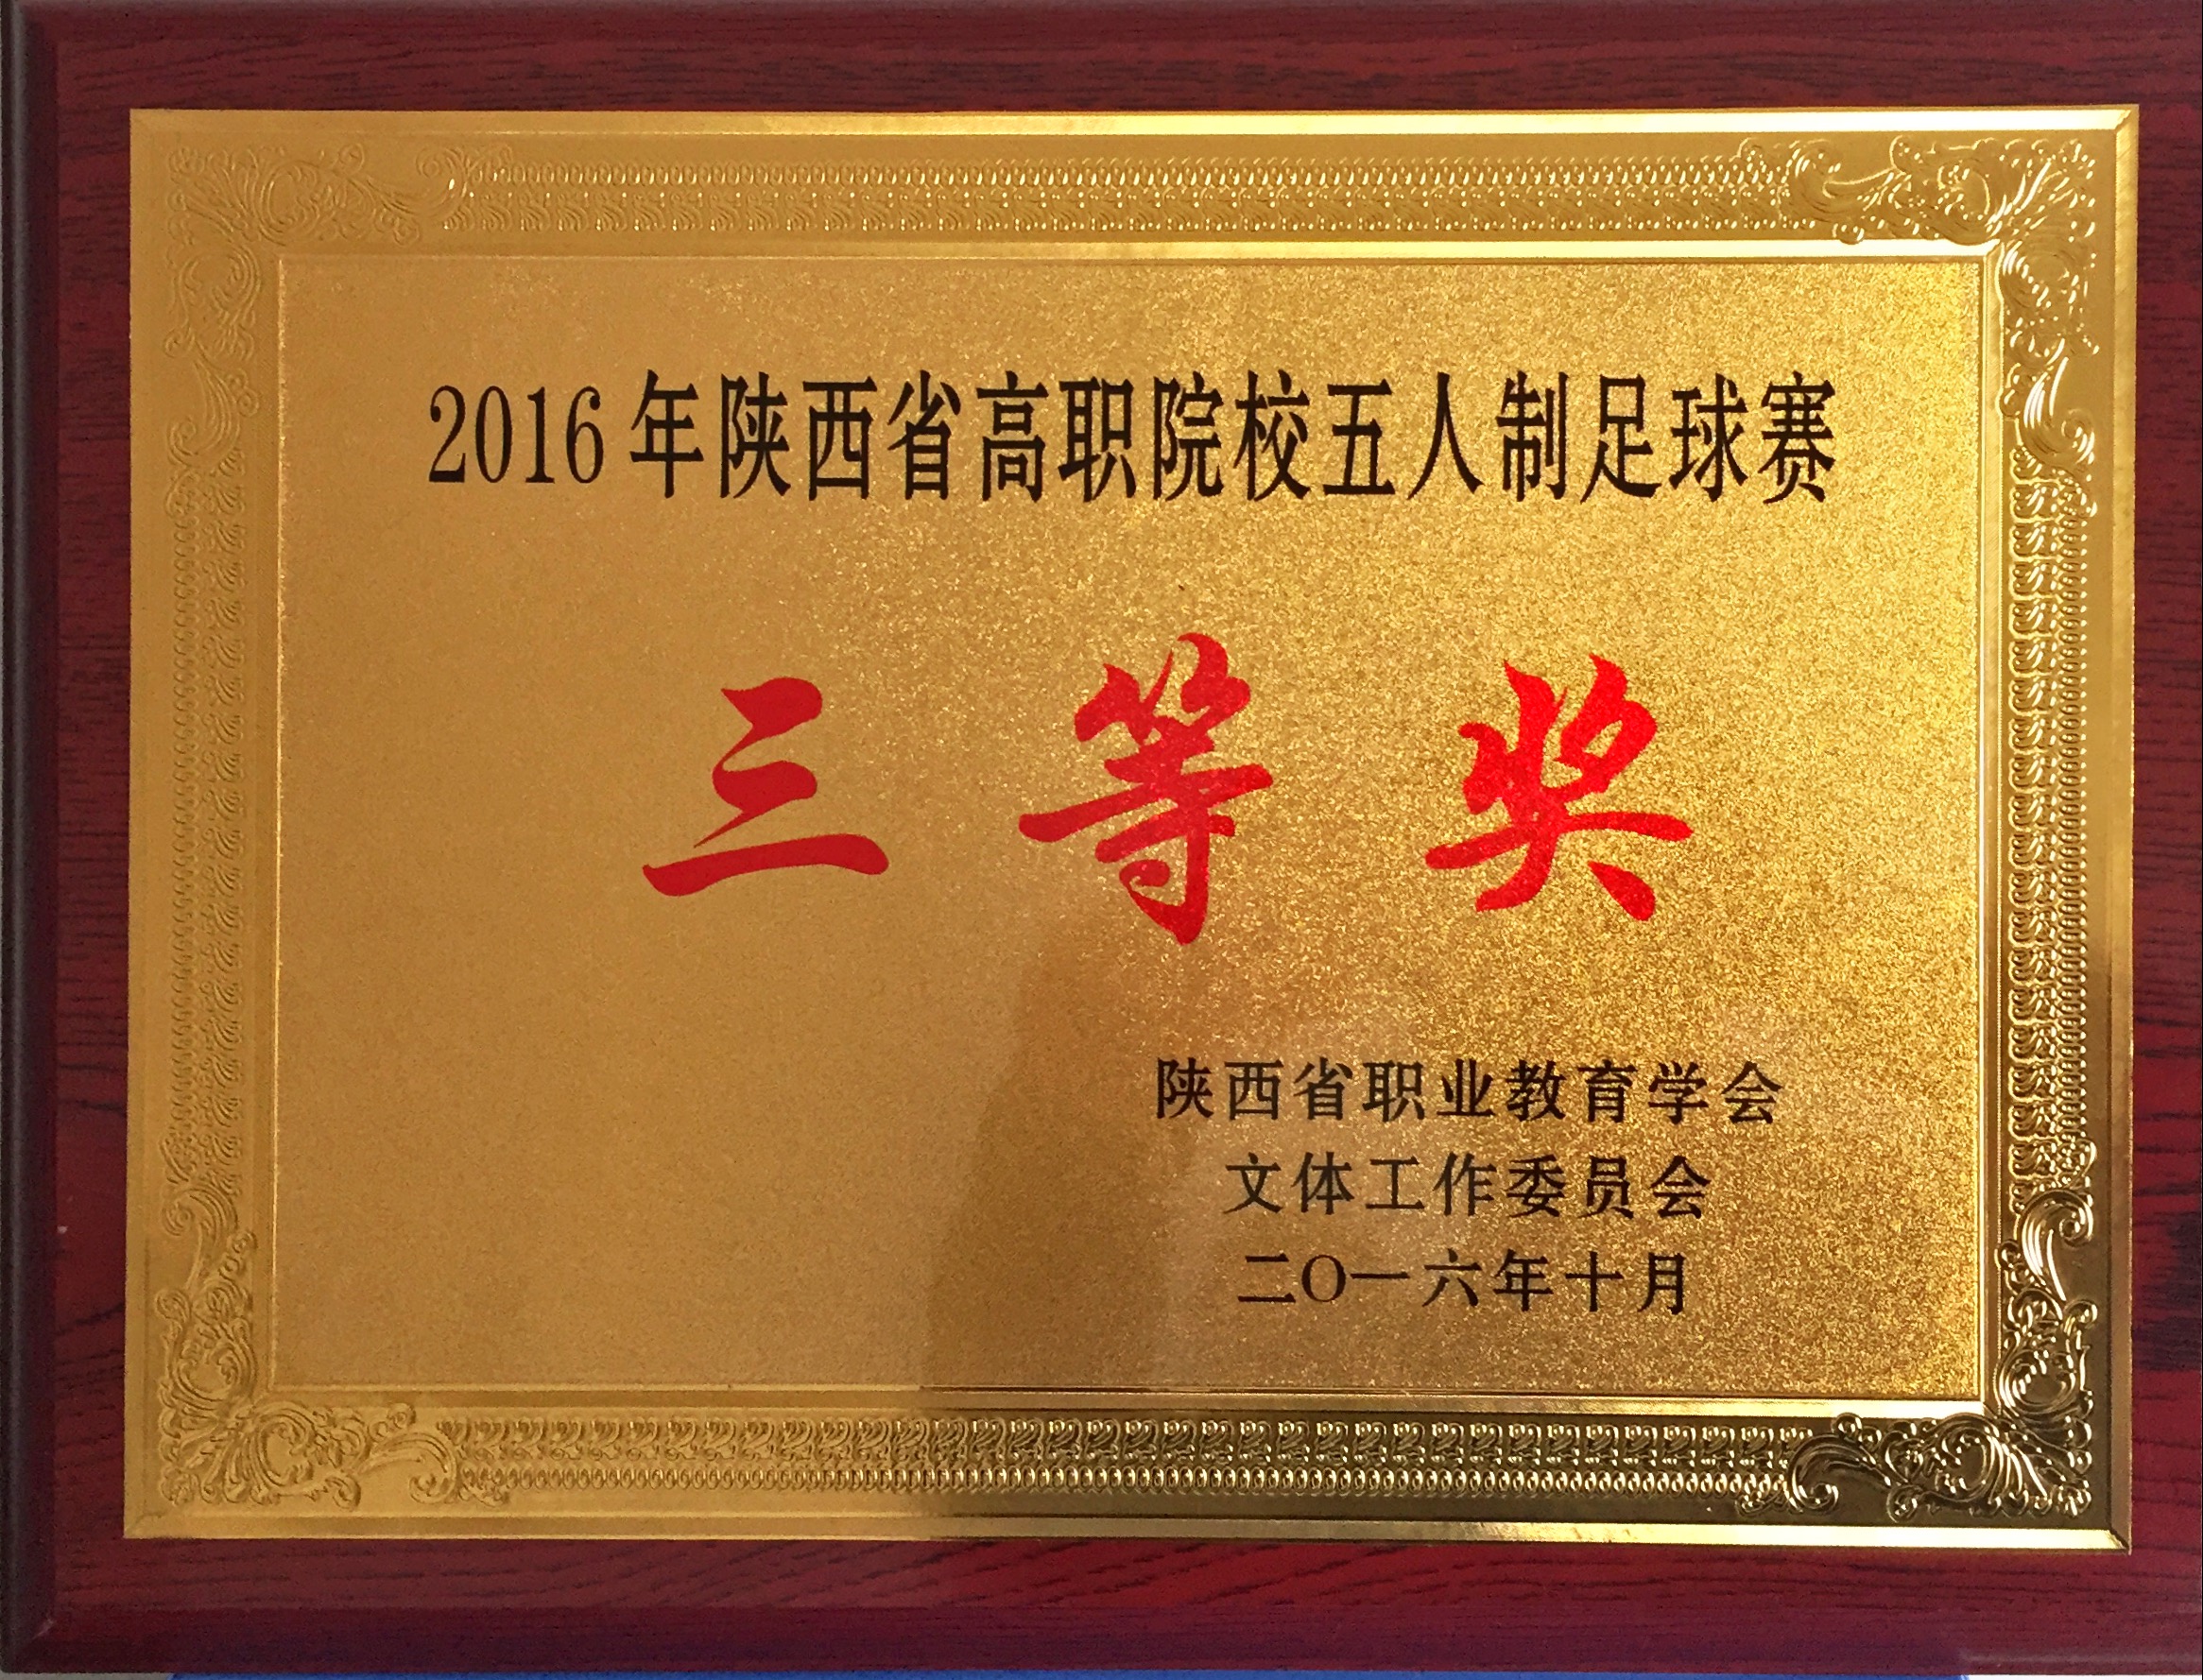 2016年陕西省高职院校五人制足球赛
三等奖
陕西省职业教育学会
文体工作委员会
二〇一六年十月